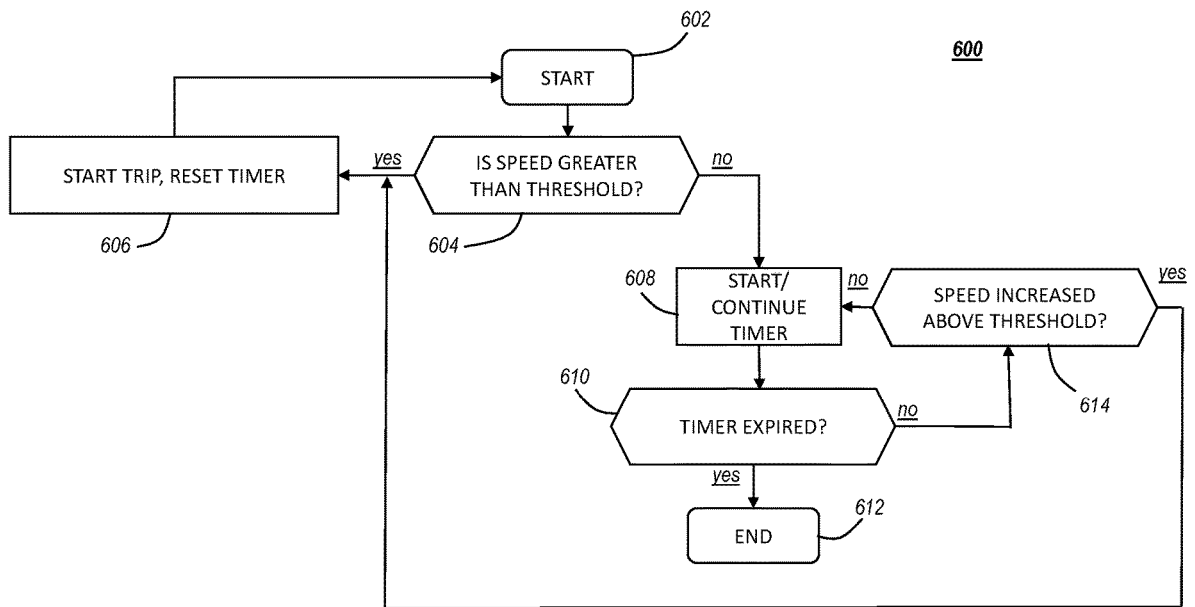 602
600
START
yes
IS SPEED GREATER
THAN THRESHOLD?
no
START TRIP, RESET TIMER
606
604
608
START/
CONTINUE
TIMER
no
SPEED INCREASED
ABOVE THRESHOLD?
yes
614
610
TIMER EXPIRED?
no
yes
END
612